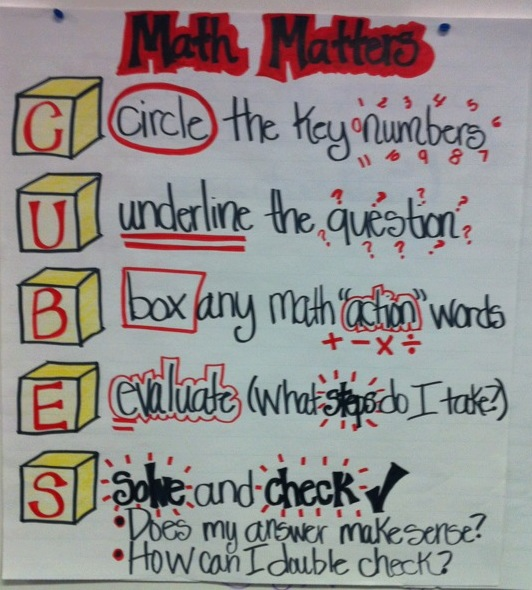 Math Matters
C circle the key numbers
0 1 2 3 4 5 6 7 8 9 10 11
U underline the question
? ? ? ? ? ? ? ?
B box any math "action" words
+ - x ÷
E evaluate (What steps do I take?)
S solve and check ✓
• Does my answer make sense?
• How can I double check?